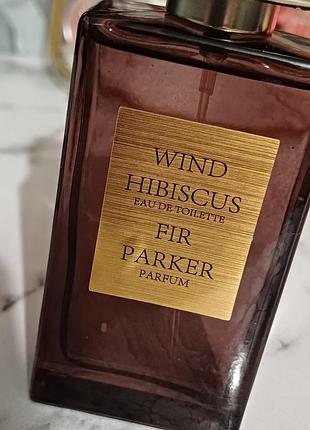 WIND
HIBISCUS
EAU DE TOILETTE
FIR
PARKER
PARFUM